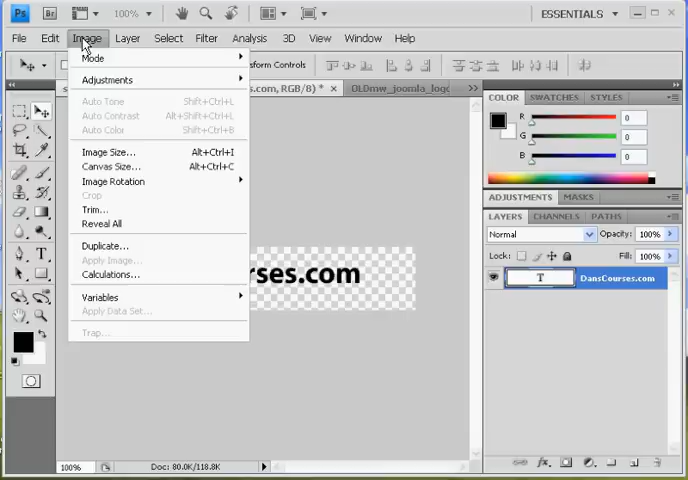 Ps Br 100% ESSENTIALS
File Edit Image Layer Select Filter Analysis 3D View Window Help
Transform Controls
Mode
Adjustments
Auto Tone Shift+Ctrl+L
Auto Contrast Alt+Shift+Ctrl+L
Auto Color Shift+Ctrl+B
Image Size... Alt+Ctrl+I
Canvas Size... Alt+Ctrl+C
Image Rotation
Crop
Trim...
Reveal All
Duplicate...
Apply Image...
Calculations...
Variables
Apply Data Set...
Trap...
es.com, RGB/8) * × OLDmw_joomla_logo
rses.com
100% Doc: 80.0K/118.8K
COLOR SWATCHES STYLES
R 0
G 0
B 0
ADJUSTMENTS MASKS
LAYERS CHANNELS PATHS
Normal Opacity: 100%
Lock: Fill: 100%
T DansCourses.com